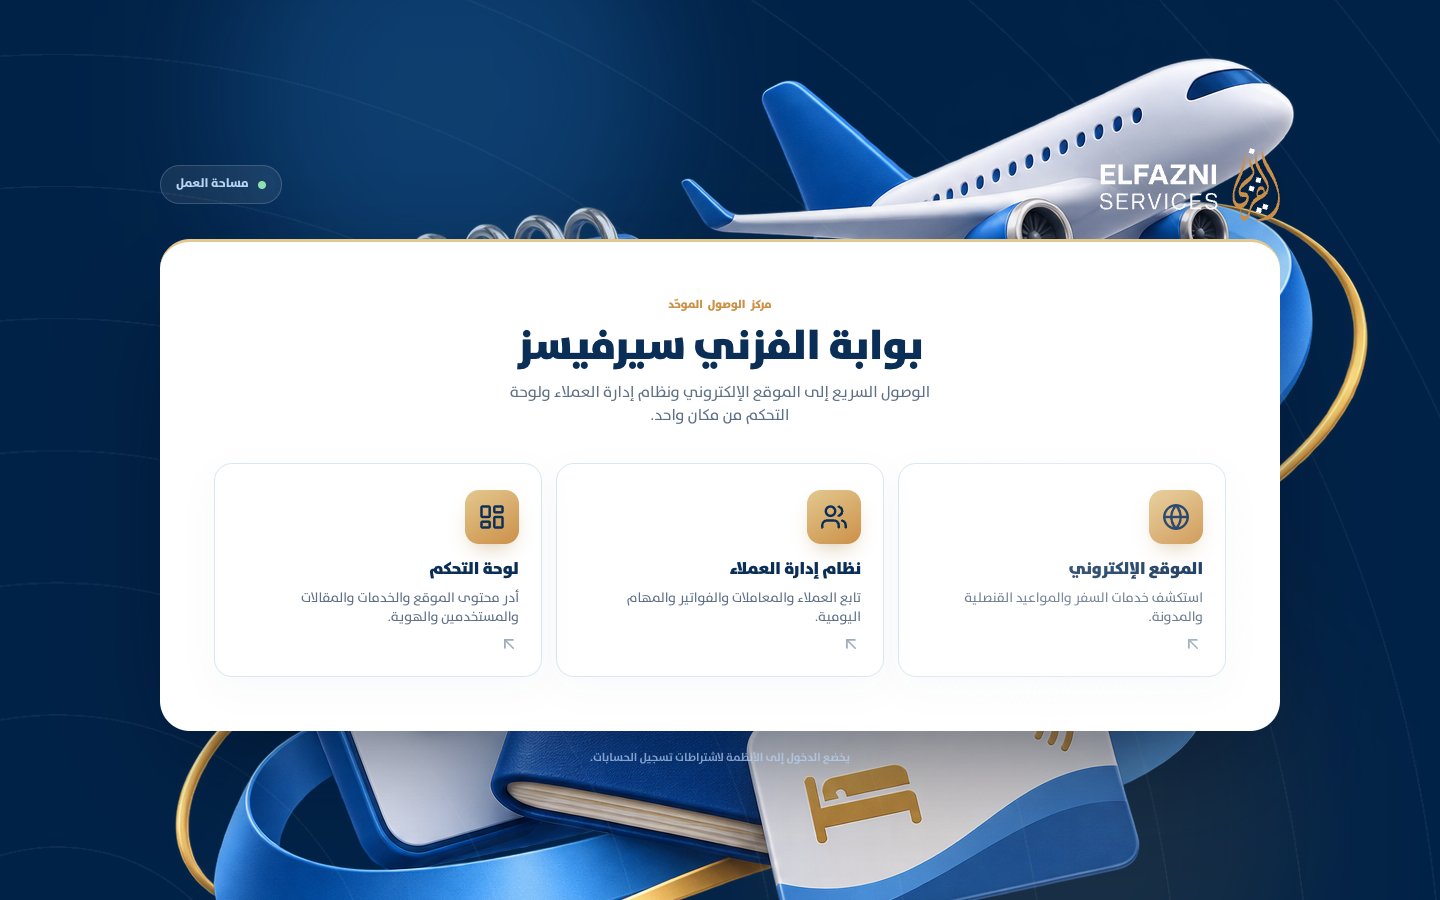 ELFAZNI
SERVICES
مساحة العمل
مركز الوصول الموحّد
بوابة الفزني سيرفيسز
الوصول السريع إلى الموقع الإلكتروني ونظام إدارة العملاء ولوحة
التحكم من مكان واحد.
الموقع الإلكتروني
استكشف خدمات السفر والمواعيد القنصلية
والمدونة.
نظام إدارة العملاء
تابع العملاء والمعاملات والفواتير والمهام
اليومية.
لوحة التحكم
أدر محتوى الموقع والخدمات والمقالات
والمستخدمين والهوية.
يخضع الدخول إلى الأنظمة لاشتراطات تسجيل الحسابات.